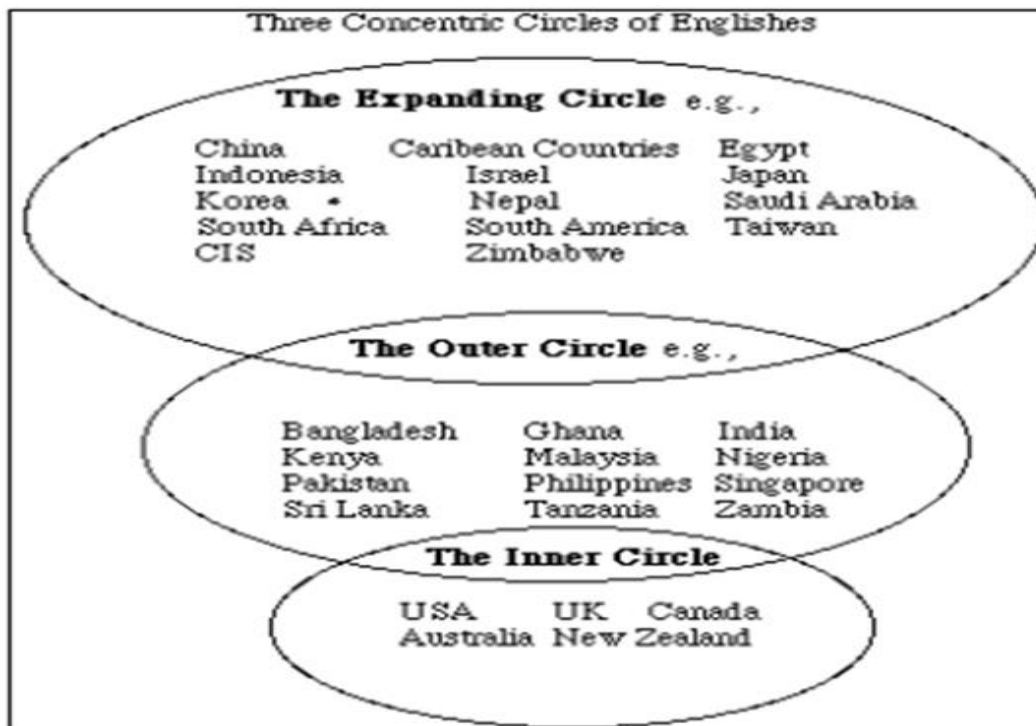 Three Concentric Circles of Englishes
The Expanding Circle e.g.,
China Caribean Countries Egypt
Indonesia Israel Japan
Korea Nepal Saudi Arabia
South Africa South America Taiwan
CIS Zimbabwe
The Outer Circle e.g.,
Bangladesh Ghana India
Kenya Malaysia Nigeria
Pakistan Philippines Singapore
Sri Lanka Tanzania Zambia
The Inner Circle
USA UK Canada
Australia New Zealand